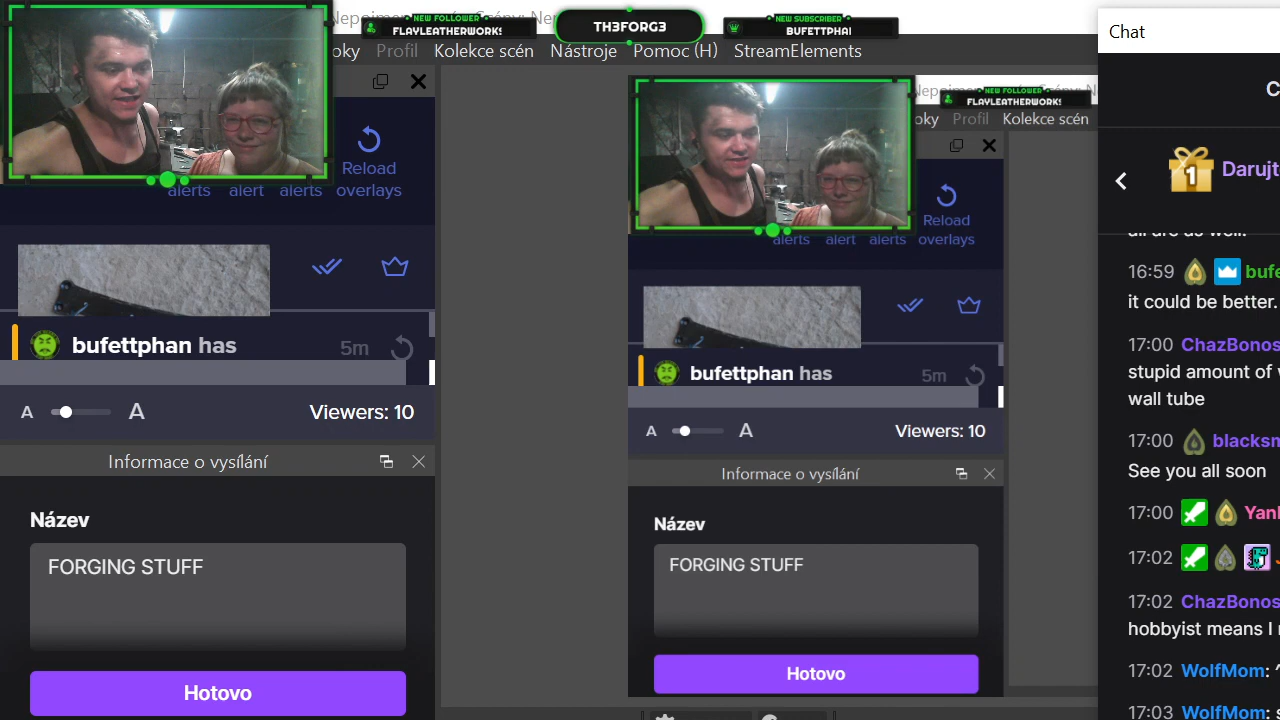 NEW FOLLOWER
FLAYLEATHERWORKS
TH3FORG3
NEW SUBSCRIBER
BUFETTPHAN
Profil Kolekce scén Nástroje Pomoc (H) StreamElements
Chat
NEW FOLLOWER
FLAYLEATHERWORKS
Profil Kolekce scén
Reload
alerts alert alerts overlays
Reload
alerts alert alerts overlays
bufettphan has 5m
A A Viewers: 10
bufettphan has 5m
A A Viewers: 10
Informace o vysílání
Název
FORGING STUFF
Hotovo
Informace o vysílání
Název
FORGING STUFF
Hotovo
1
16:59
it could be better.
17:00 ChazBonos
stupid amount of
wall tube
17:00
See you all soon
17:00
17:02
17:02 ChazBonos
hobbyist means I
17:02 WolfMom: ^
17:03 WolfMom: